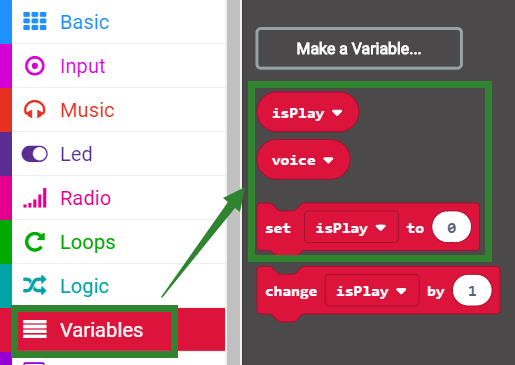 Basic
Input
Music
Led
Radio
Loops
Logic
Variables
Make a Variable...
isPlay
voice
set isPlay to 0
change isPlay by 1